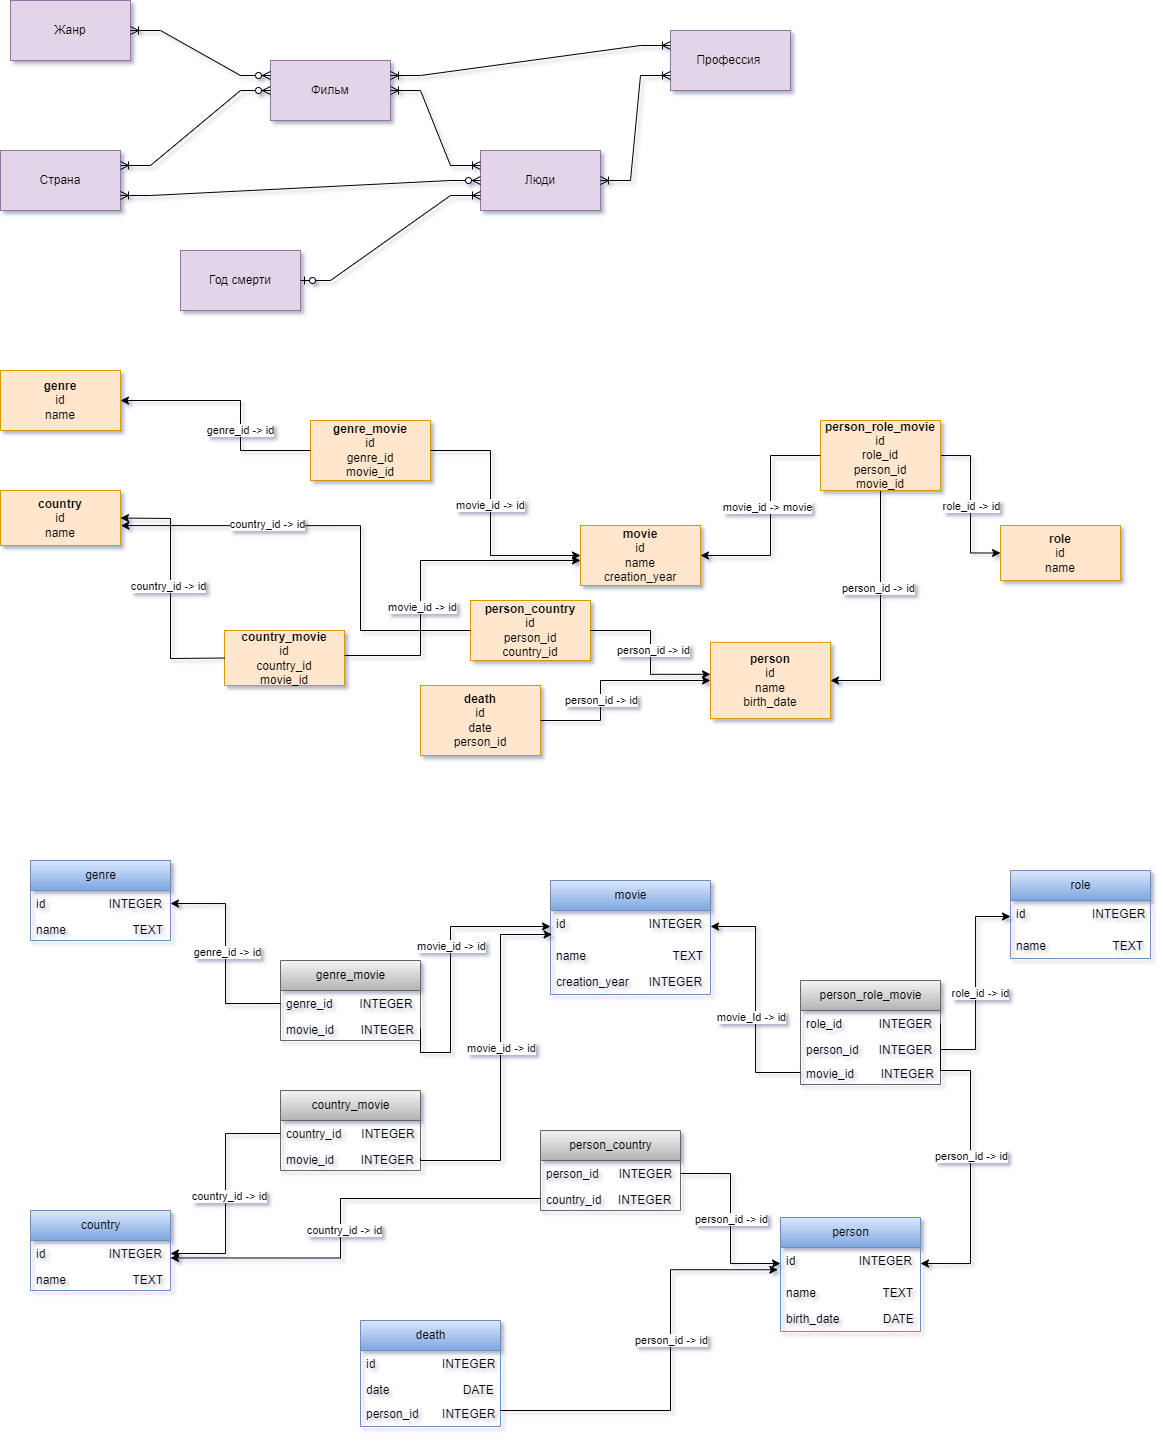 Жанр
Профессия
Фильм
Страна
Люди
Год смерти
genre
id
name
genre_id -> id
genre_movie
id
genre_id
movie_id
person_role_movie
id
role_id
person_id
movie_id
country
id
name
country_id -> id
movie_id -> id
movie_id -> movie
role_id -> id
movie
id
name
creation_year
role
id
name
country_id -> id
movie_id -> id
person_id -> id
person_country
id
person_id
country_id
country_movie
id
country_id
movie_id
person_id -> id
person
id
name
birth_date
death
id
date
person_id
person_id -> id
genre
id INTEGER
name TEXT
genre_id -> id
movie
id INTEGER
name TEXT
creation_year INTEGER
role
id INTEGER
name TEXT
movie_id -> id
genre_movie
genre_id INTEGER
movie_id INTEGER
person_role_movie
role_id INTEGER
person_id INTEGER
movie_id INTEGER
role_id -> id
movie_Id -> id
movie_id -> id
country_movie
country_id INTEGER
movie_id INTEGER
person_country
person_id INTEGER
country_id INTEGER
person_id -> id
country_id -> id
country
id INTEGER
name TEXT
country_id -> id
person_id -> id
person
id INTEGER
name TEXT
birth_date DATE
death
id INTEGER
date DATE
person_id INTEGER
person_id -> id